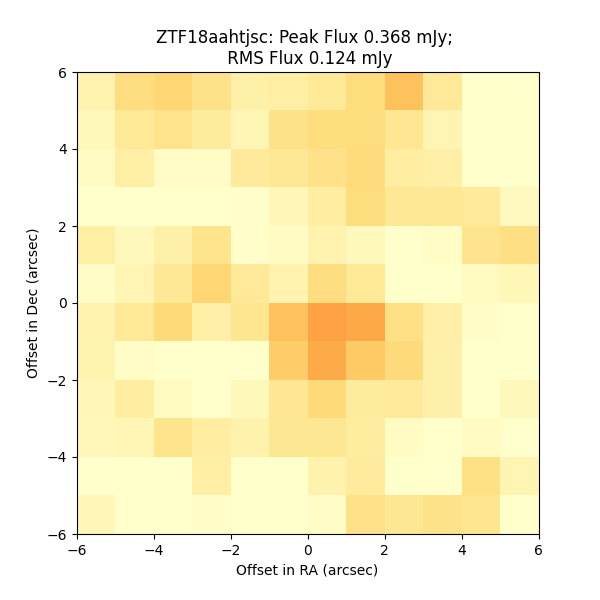 ZTF18aahtjsc: Peak Flux 0.368 mJy;
RMS Flux 0.124 mJy
6
4
2
0
−2
−4
−6
Offset in Dec (arcsec)
−6 −4 −2 0 2 4 6
Offset in RA (arcsec)